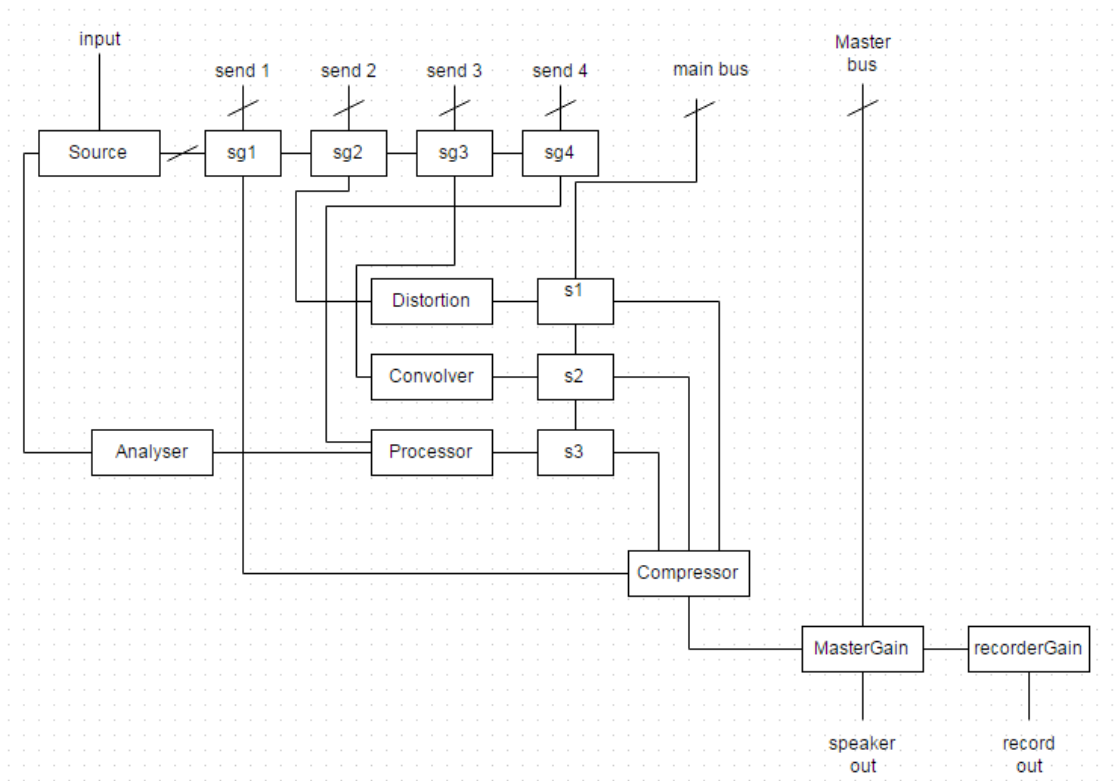 input
send 1
send 2
send 3
send 4
main bus
Master
bus
Source
sg1
sg2
sg3
sg4
Distortion
s1
Convolver
s2
Analyser
Processor
s3
Compressor
MasterGain
recorderGain
speaker
out
record
out